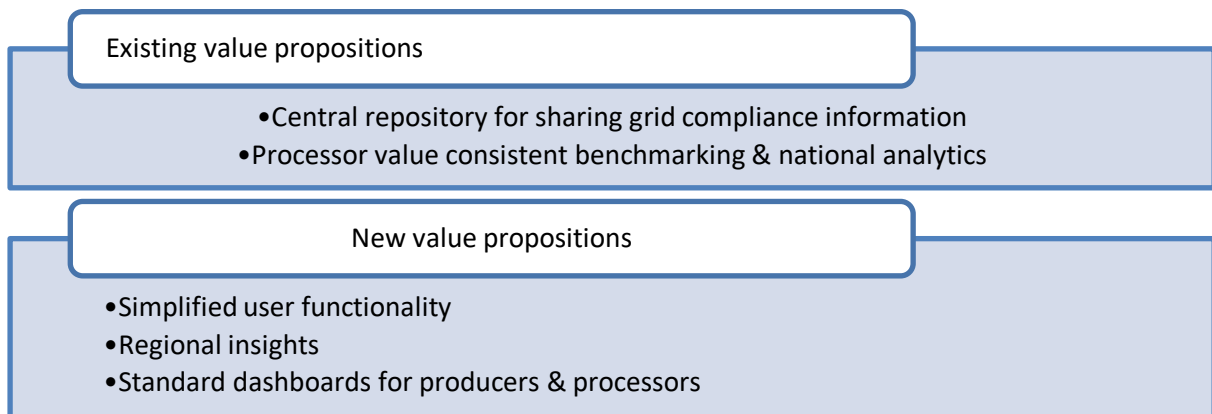 Existing value propositions
•Central repository for sharing grid compliance information
•Processor value consistent benchmarking & national analytics
New value propositions
•Simplified user functionality
•Regional insights
•Standard dashboards for producers & processors